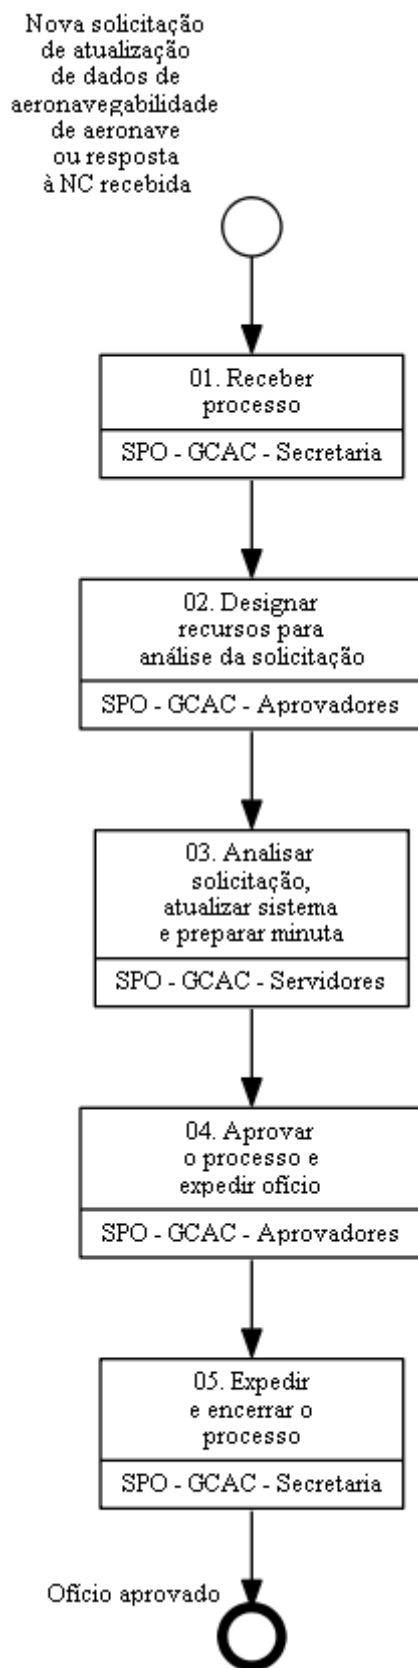 Nova solicitação
de atualização
de dados de
aeronavegabilidade
de aeronave
ou resposta
à NC recebida
01. Receber
processo
SPO - GCAC - Secretaria
02. Designar
recursos para
análise da solicitação
SPO - GCAC - Aprovadores
03. Analisar
solicitação,
atualizar sistema
e preparar minuta
SPO - GCAC - Servidores
04. Aprovar
o processo e
expedir ofício
SPO - GCAC - Aprovadores
05. Expedir
e encerrar o
processo
SPO - GCAC - Secretaria
Ofício aprovado